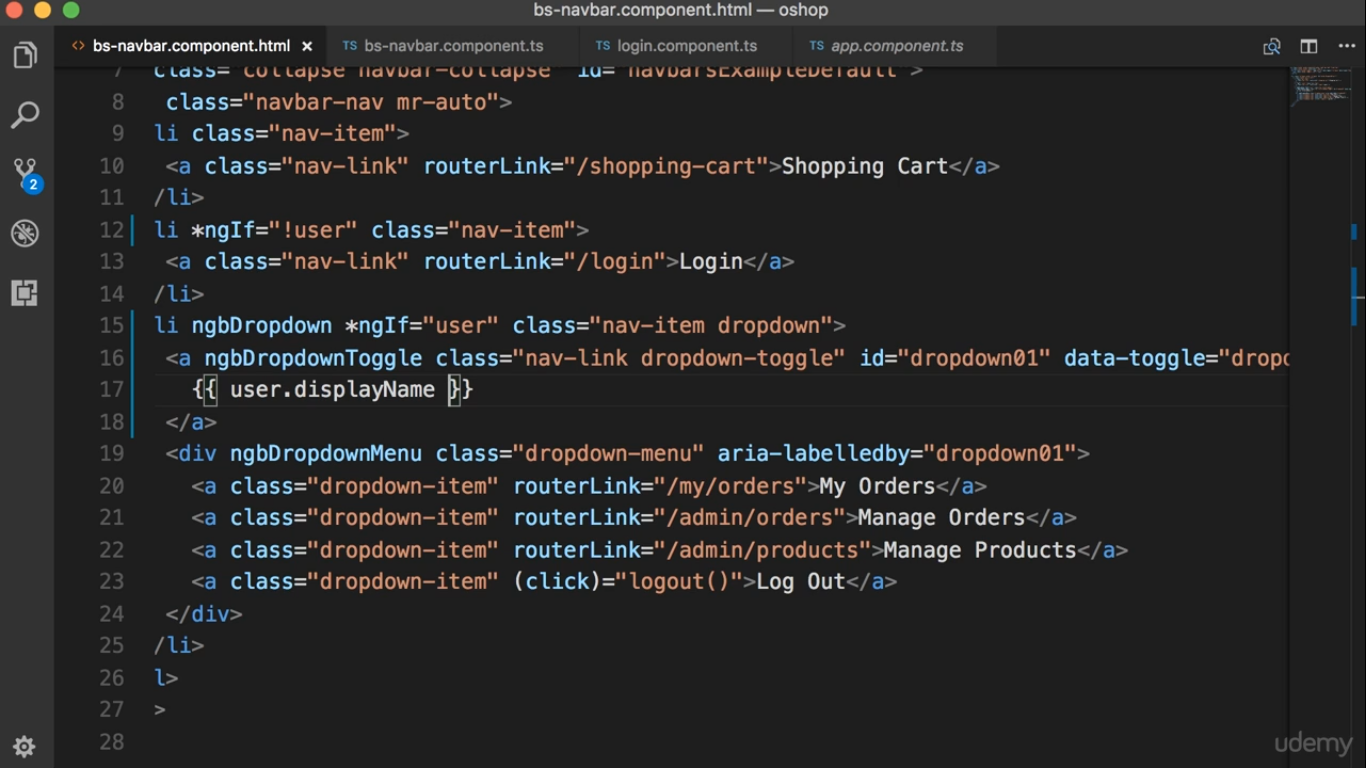 bs-navbar.component.html — oshop
<> bs-navbar.component.html × TS bs-navbar.component.ts TS login.component.ts TS app.component.ts
7 class="collapse navbar-collapse" id="navbarsExampleDefault">
8 class="navbar-nav mr-auto">
9 li class="nav-item">
10 <a class="nav-link" routerLink="/shopping-cart">Shopping Cart</a>
11 /li>
12 li *ngIf="!user" class="nav-item">
13 <a class="nav-link" routerLink="/login">Login</a>
14 /li>
15 li ngbDropdown *ngIf="user" class="nav-item dropdown">
16 <a ngbDropdownToggle class="nav-link dropdown-toggle" id="dropdown01" data-toggle="dropd
17 {{ user.displayName }}
18 </a>
19 <div ngbDropdownMenu class="dropdown-menu" aria-labelledby="dropdown01">
20 <a class="dropdown-item" routerLink="/my/orders">My Orders</a>
21 <a class="dropdown-item" routerLink="/admin/orders">Manage Orders</a>
22 <a class="dropdown-item" routerLink="/admin/products">Manage Products</a>
23 <a class="dropdown-item" (click)="logout()">Log Out</a>
24 </div>
25 /li>
26 l>
27 >
28
2
udemy